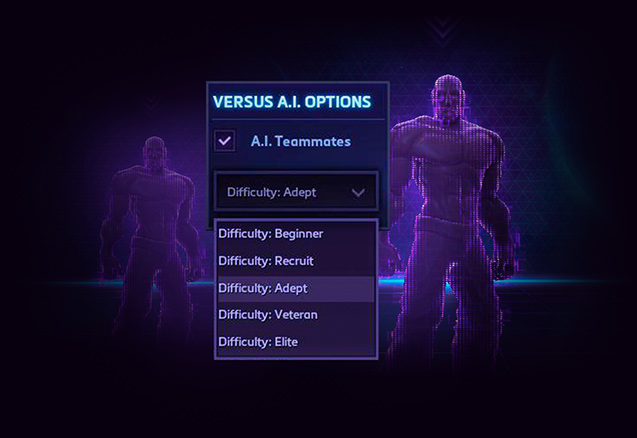 VERSUS A.I. OPTIONS
A.I. Teammates
Difficulty: Adept
Difficulty: Beginner
Difficulty: Recruit
Difficulty: Adept
Difficulty: Veteran
Difficulty: Elite